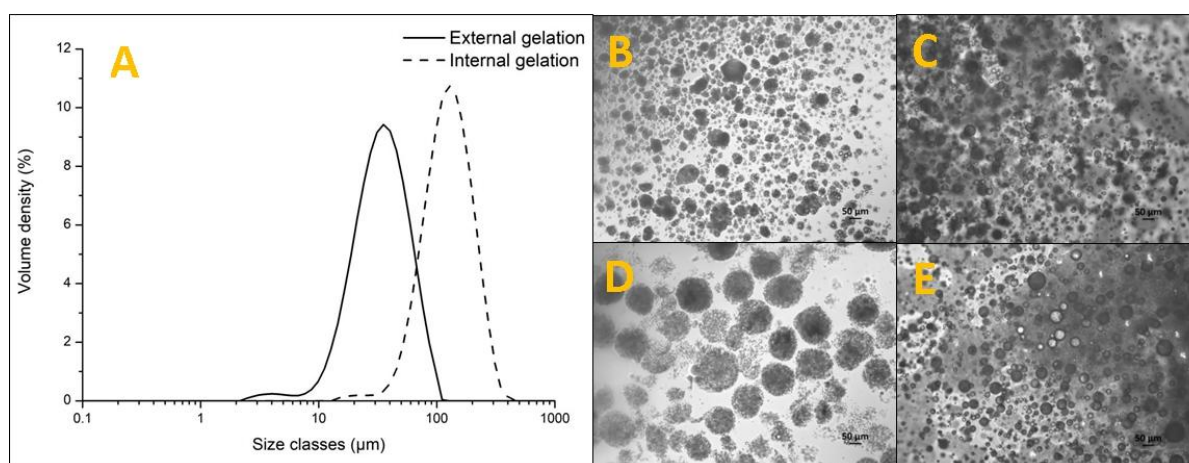 A
External gelation
Internal gelation
12
10
8
6
4
2
0
Volume density (%)
0.1 1 10 100 1000
Size classes (µm)
B
50 µm
C
50 µm
D
50 µm
E
50 µm